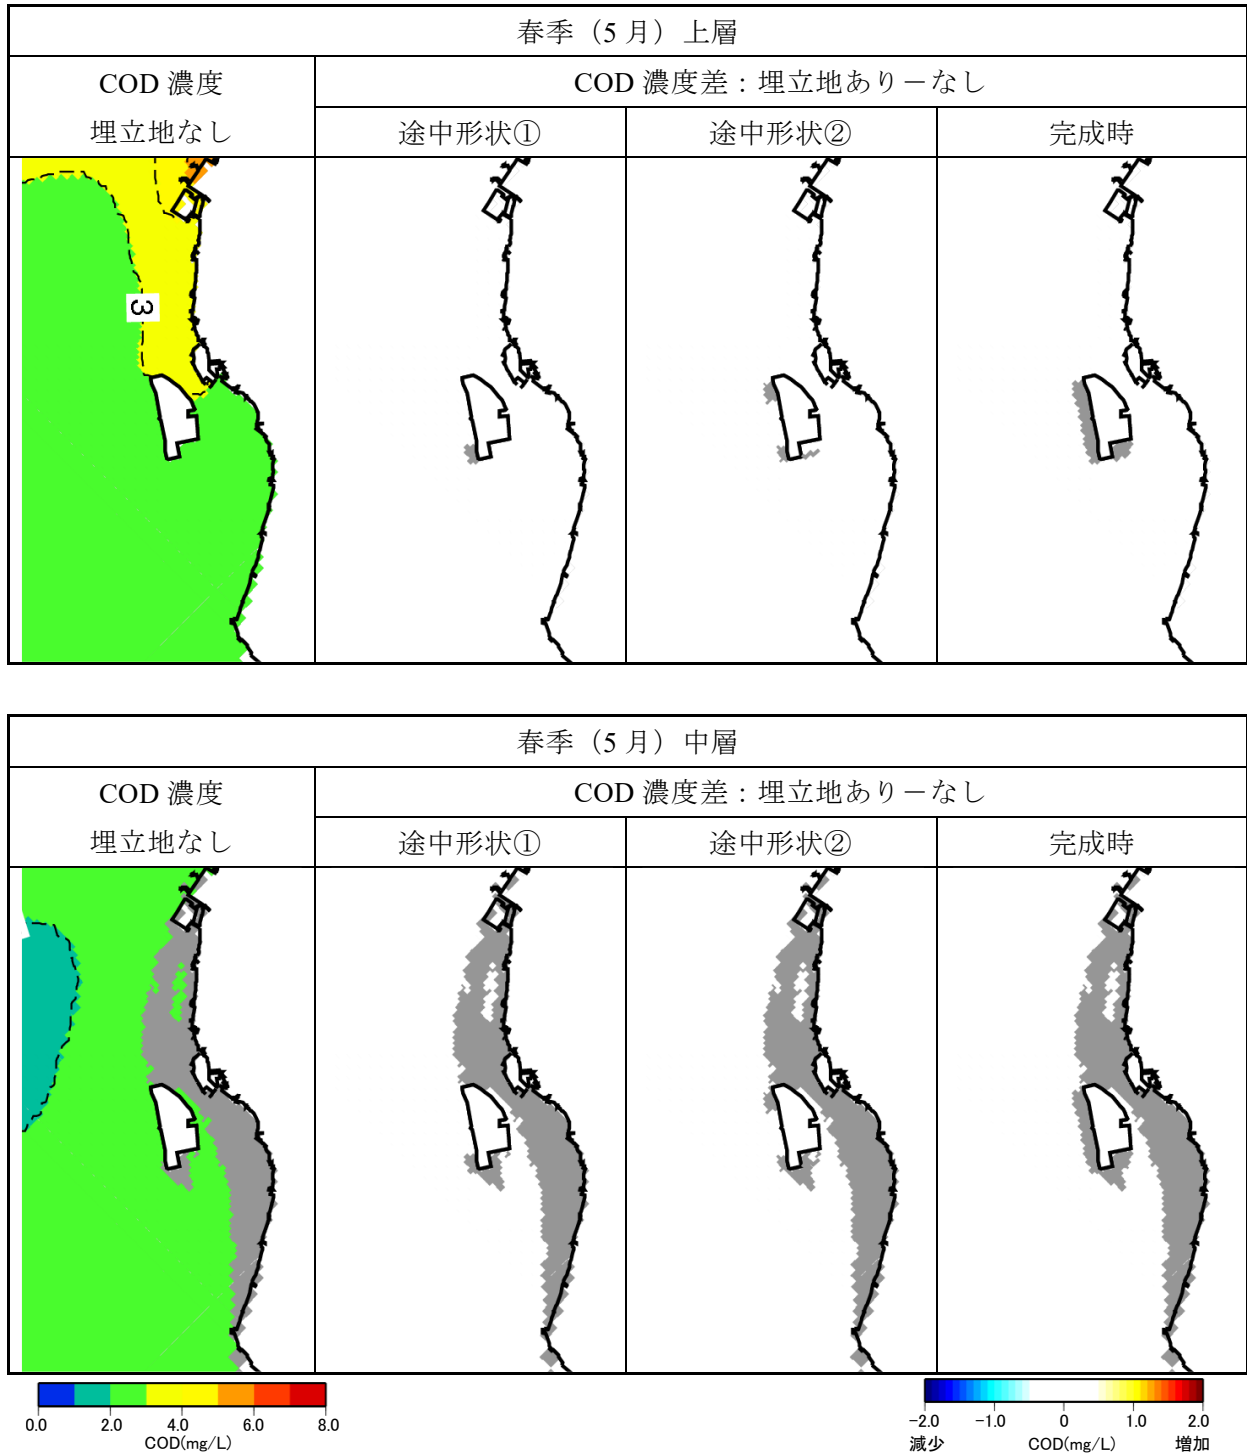 春季（5 月）上層
COD 濃度
埋立地なし
COD 濃度差：埋立地あり－なし
途中形状①
途中形状②
完成時
3
春季（5 月）中層
COD 濃度
埋立地なし
COD 濃度差：埋立地あり－なし
途中形状①
途中形状②
完成時
0.0 2.0 4.0 6.0 8.0
COD(mg/L)
−2.0 −1.0 0 1.0 2.0
減少 COD(mg/L) 増加